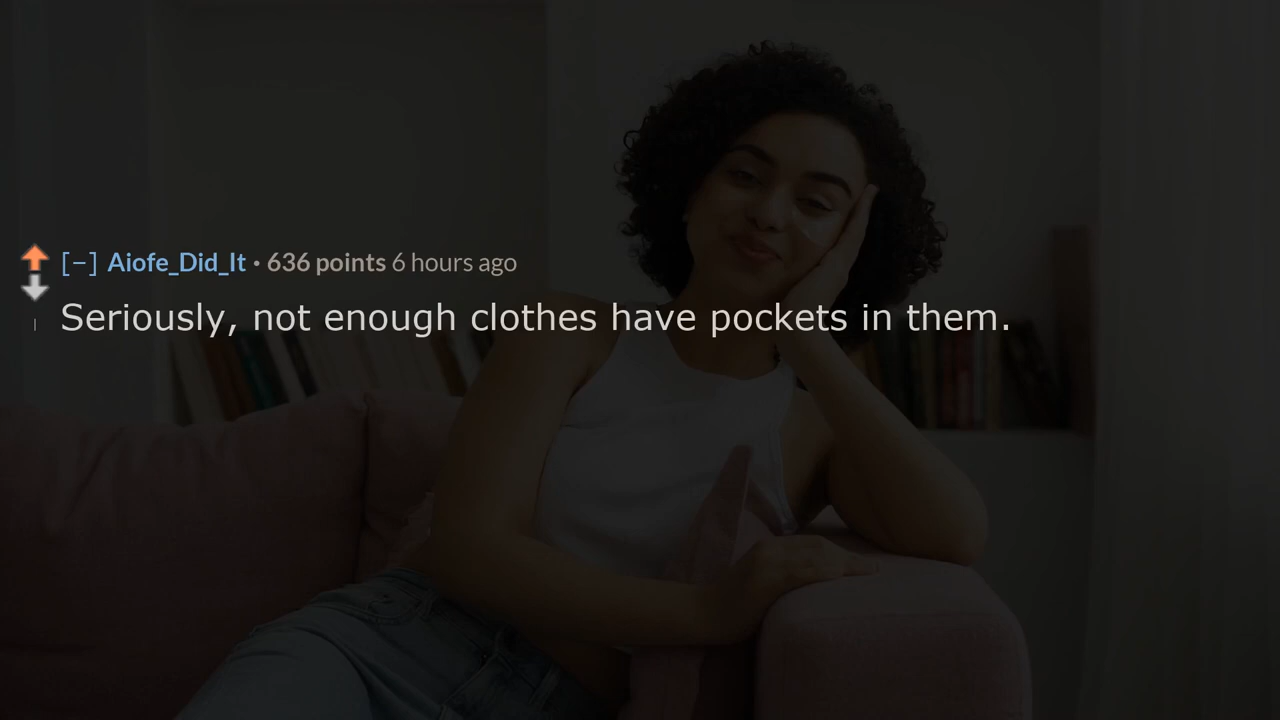 [–] Aiofe_Did_It • 636 points 6 hours ago
Seriously, not enough clothes have pockets in them.